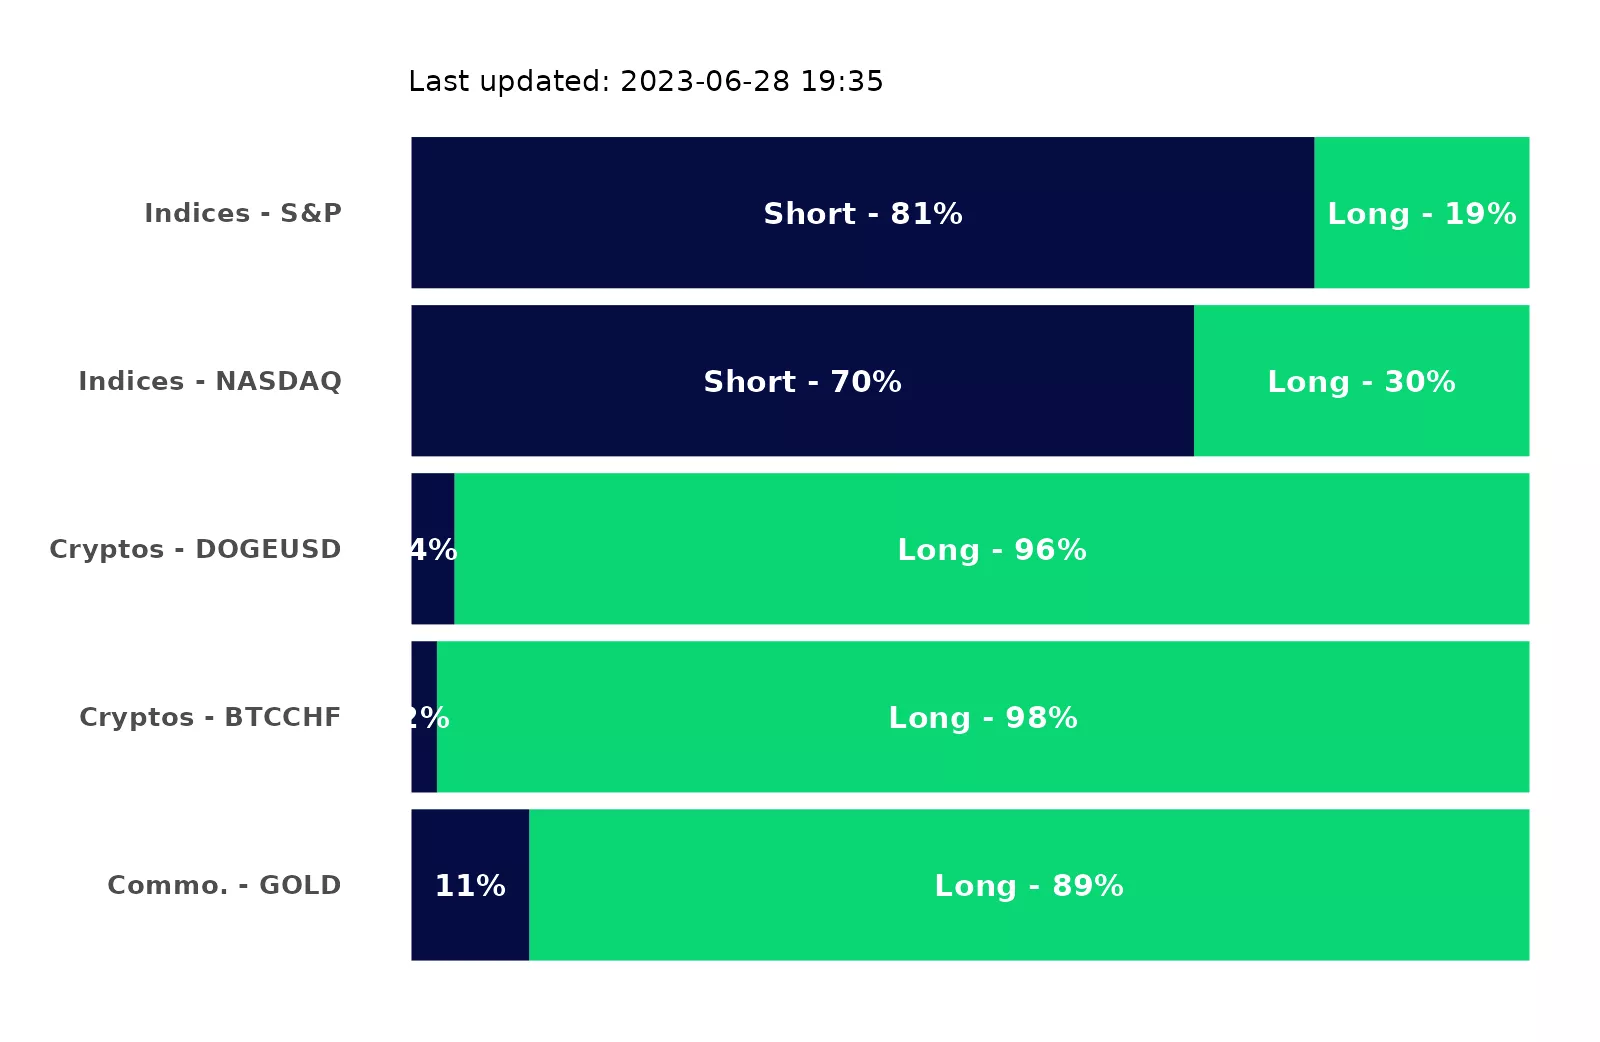 Last updated: 2023-06-28 19:35
Indices - S&P Short - 81% Long - 19%
Indices - NASDAQ Short - 70% Long - 30%
Cryptos - DOGEUSD 4% Long - 96%
Cryptos - BTCCHF 2% Long - 98%
Commo. - GOLD 11% Long - 89%